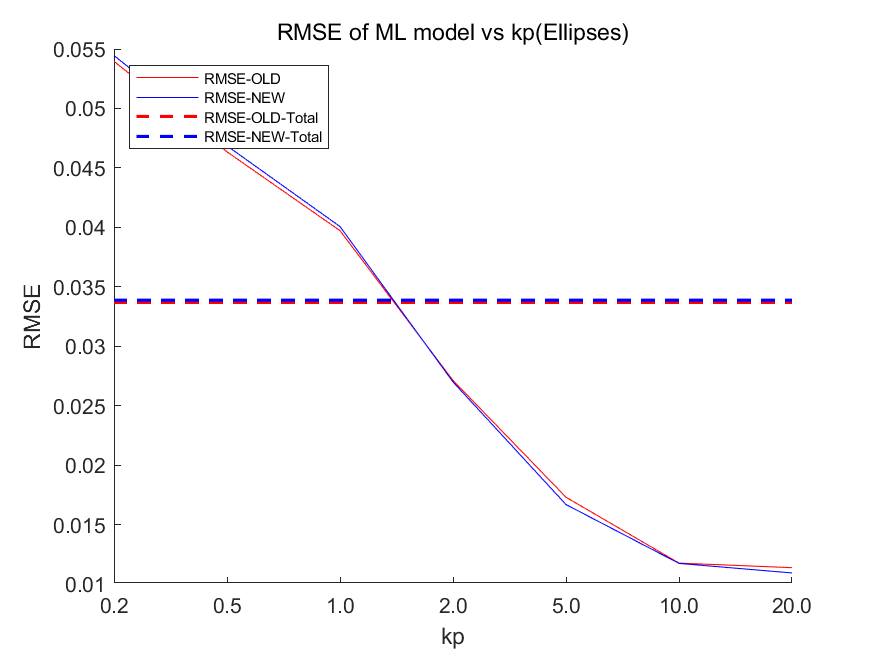 RMSE of ML model vs kp(Ellipses)
0.055
0.05
0.045
0.04
0.035
0.03
0.025
0.02
0.015
0.01
RMSE
RMSE-OLD
RMSE-NEW
RMSE-OLD-Total
RMSE-NEW-Total
0.2 0.5 1.0 2.0 5.0 10.0 20.0
kp